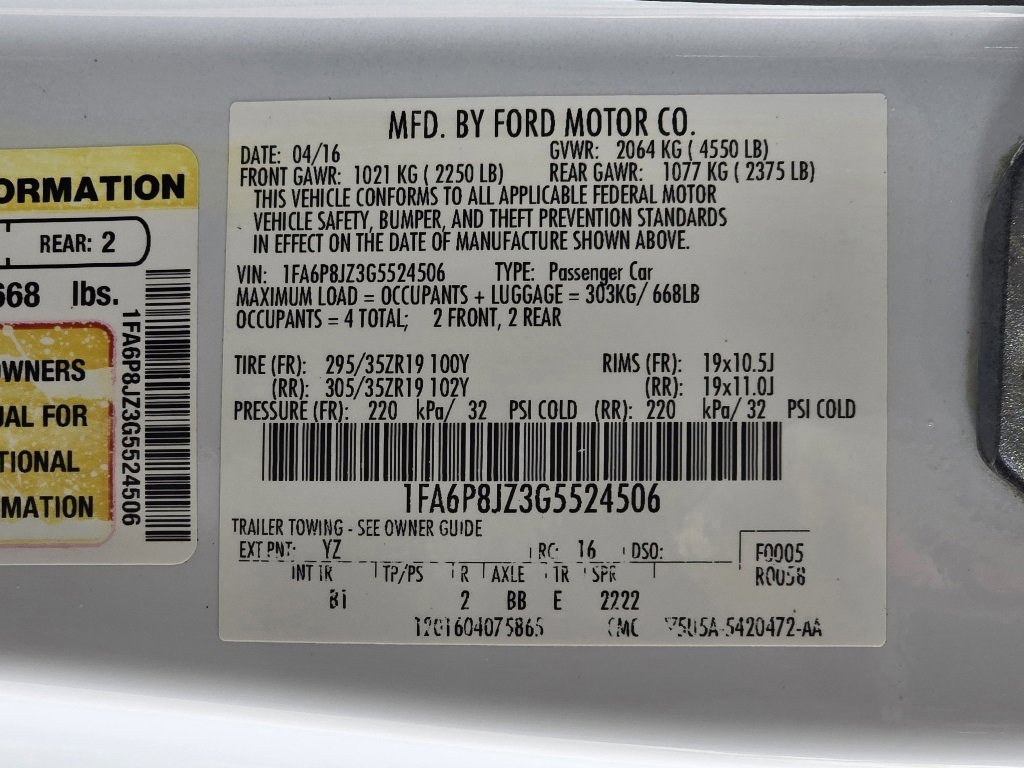 ORMATION
REAR: 2
668 lbs.
WNERS
UAL FOR
TIONAL
MATION
1FA6P8JZ3G5524506
MFD. BY FORD MOTOR CO.
DATE: 04/16 GVWR: 2064 KG ( 4550 LB)
FRONT GAWR: 1021 KG ( 2250 LB) REAR GAWR: 1077 KG ( 2375 LB)
THIS VEHICLE CONFORMS TO ALL APPLICABLE FEDERAL MOTOR
VEHICLE SAFETY, BUMPER, AND THEFT PREVENTION STANDARDS
IN EFFECT ON THE DATE OF MANUFACTURE SHOWN ABOVE.
VIN: 1FA6P8JZ3G5524506 TYPE: Passenger Car
MAXIMUM LOAD = OCCUPANTS + LUGGAGE = 303KG/ 668LB
OCCUPANTS = 4 TOTAL; 2 FRONT, 2 REAR
TIRE (FR): 295/35ZR19 100Y RIMS (FR): 19x10.5J
(RR): 305/35ZR19 102Y (RR): 19x11.0J
PRESSURE (FR): 220 kPa/ 32 PSI COLD (RR): 220 kPa/ 32 PSI COLD
1FA6P8JZ3G5524506
TRAILER TOWING - SEE OWNER GUIDE
EXT PNT: YZ RC: 16 DSO: F0005
R0058
INT TR TP/PS R AXLE TR SPR
BI 2 BB E 2222
1201604075865 5420472-AA